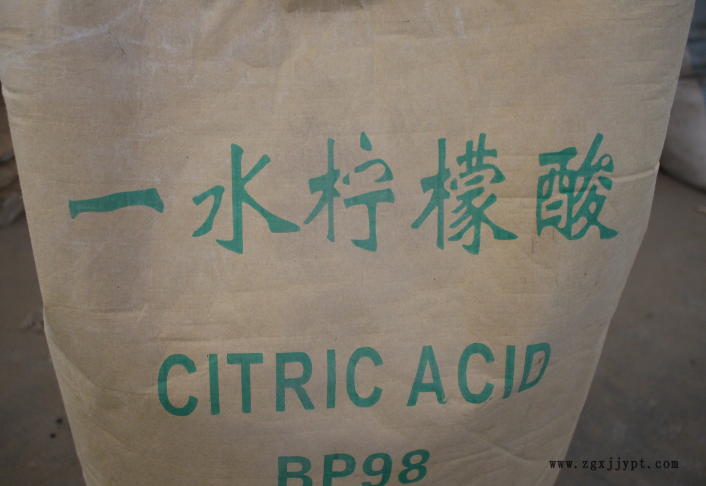 一水柠檬酸
CITRIC ACID
BP98
www.zgxjjypt.com